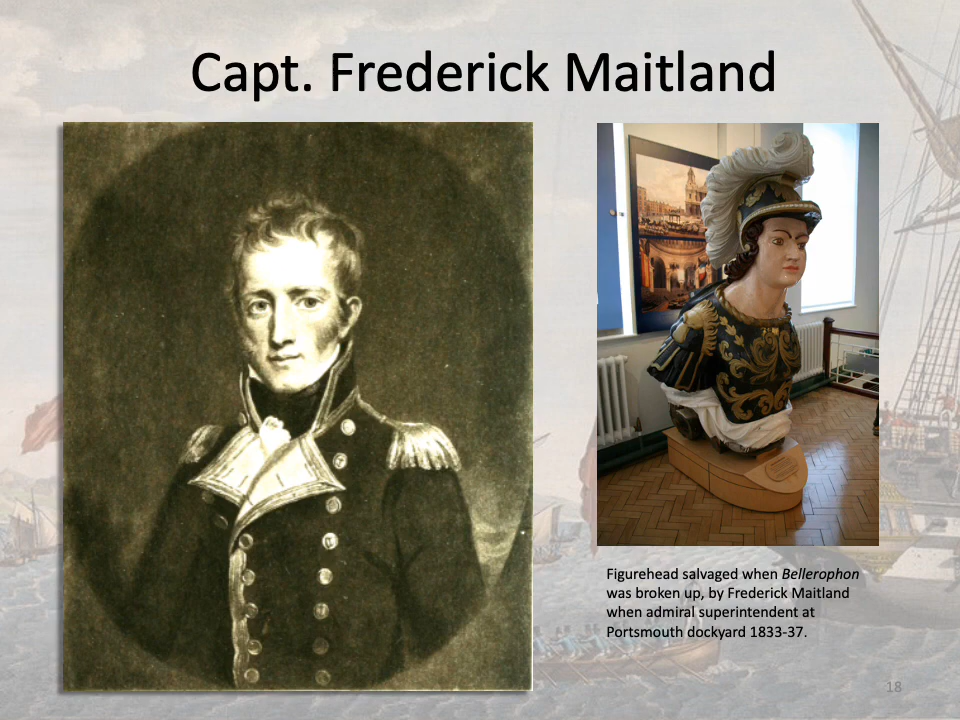 Capt. Frederick Maitland
Figurehead salvaged when Bellerophon
was broken up, by Frederick Maitland
when admiral superintendent at
Portsmouth dockyard 1833-37.
18